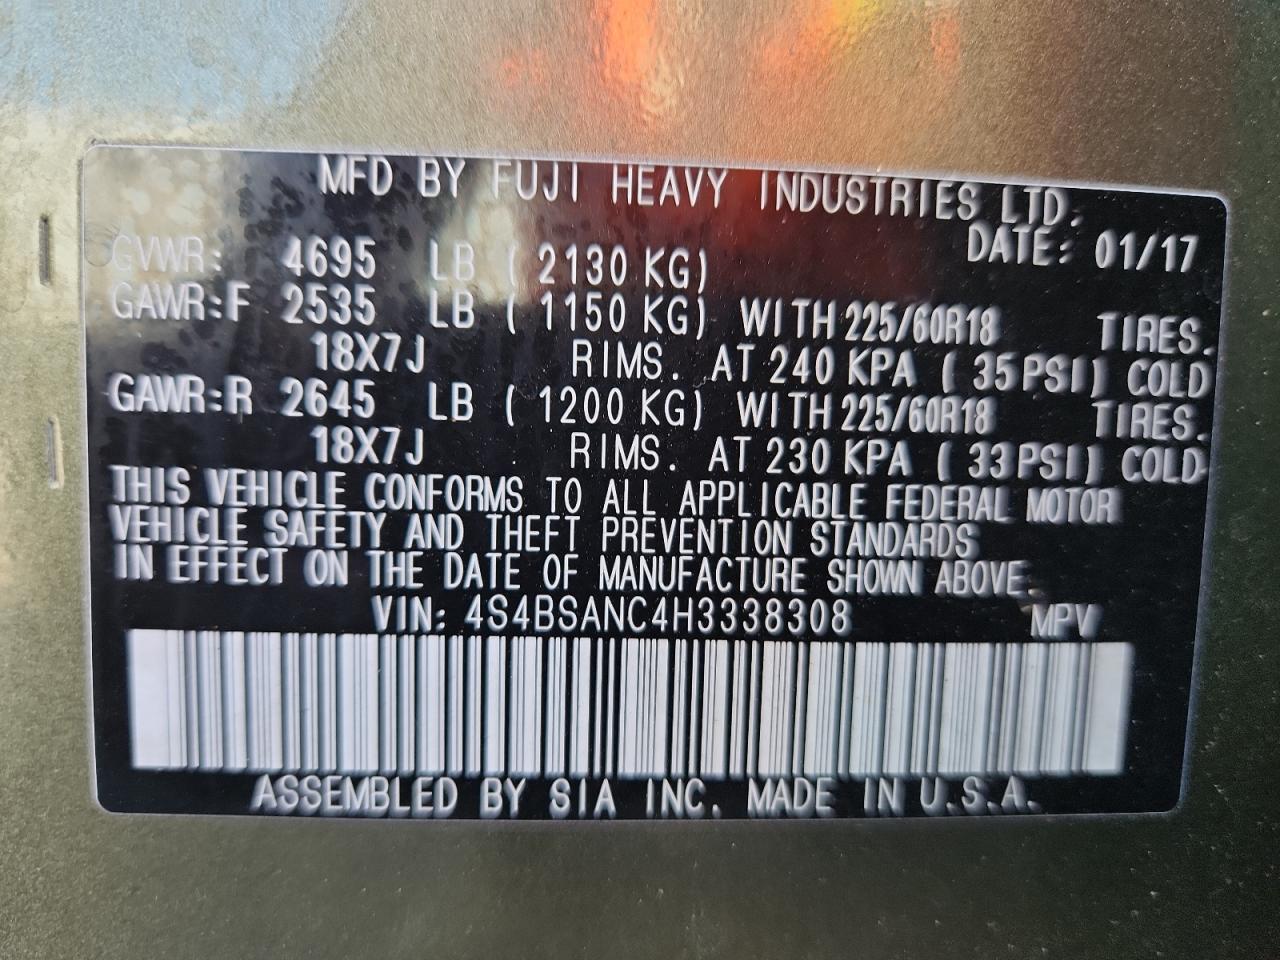 MFD BY FUJI HEAVY INDUSTRIES LTD.
DATE: 01/17
GVWR: 4695 LB ( 2130 KG)
GAWR:F 2535 LB ( 1150 KG) WITH 225/60R18 TIRES.
18X7J RIMS. AT 240 KPA ( 35PSI) COLD
GAWR:R 2645 LB ( 1200 KG) WITH 225/60R18 TIRES.
18X7J RIMS. AT 230 KPA ( 33PSI) COLD
THIS VEHICLE CONFORMS TO ALL APPLICABLE FEDERAL MOTOR
VEHICLE SAFETY AND THEFT PREVENTION STANDARDS
IN EFFECT ON THE DATE OF MANUFACTURE SHOWN ABOVE.
VIN: 4S4BSANC4H3338308 MPV
ASSEMBLED BY SIA INC. MADE IN U.S.A.